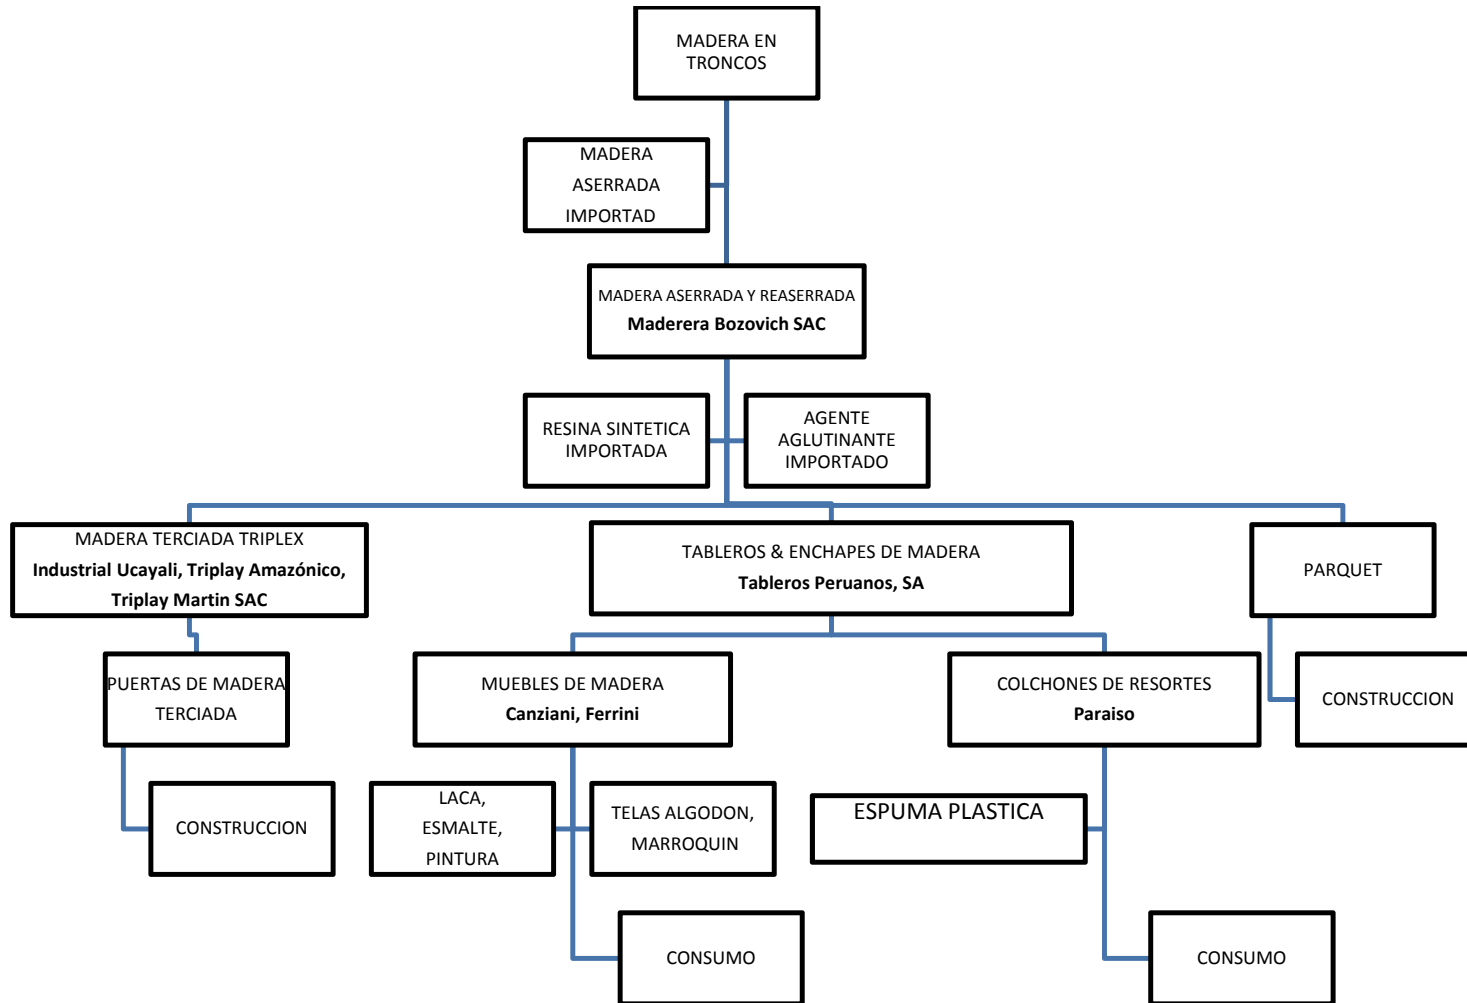 MADERA EN
TRONCOS
MADERA
ASERRADA
IMPORTAD
MADERA ASERRADA Y REASERRADA
Maderera Bozovich SAC
RESINA SINTETICA
IMPORTADA
AGENTE
AGLUTINANTE
IMPORTADO
MADERA TERCIADA TRIPLEX
Industrial Ucayali, Triplay Amazónico,
Triplay Martin SAC
TABLEROS & ENCHAPES DE MADERA
Tableros Peruanos, SA
PARQUET
PUERTAS DE MADERA
TERCIADA
MUEBLES DE MADERA
Canziani, Ferrini
COLCHONES DE RESORTES
Paraiso
CONSTRUCCION
CONSTRUCCION
LACA,
ESMALTE,
PINTURA
TELAS ALGODON,
MARROQUIN
ESPUMA PLASTICA
CONSUMO
CONSUMO